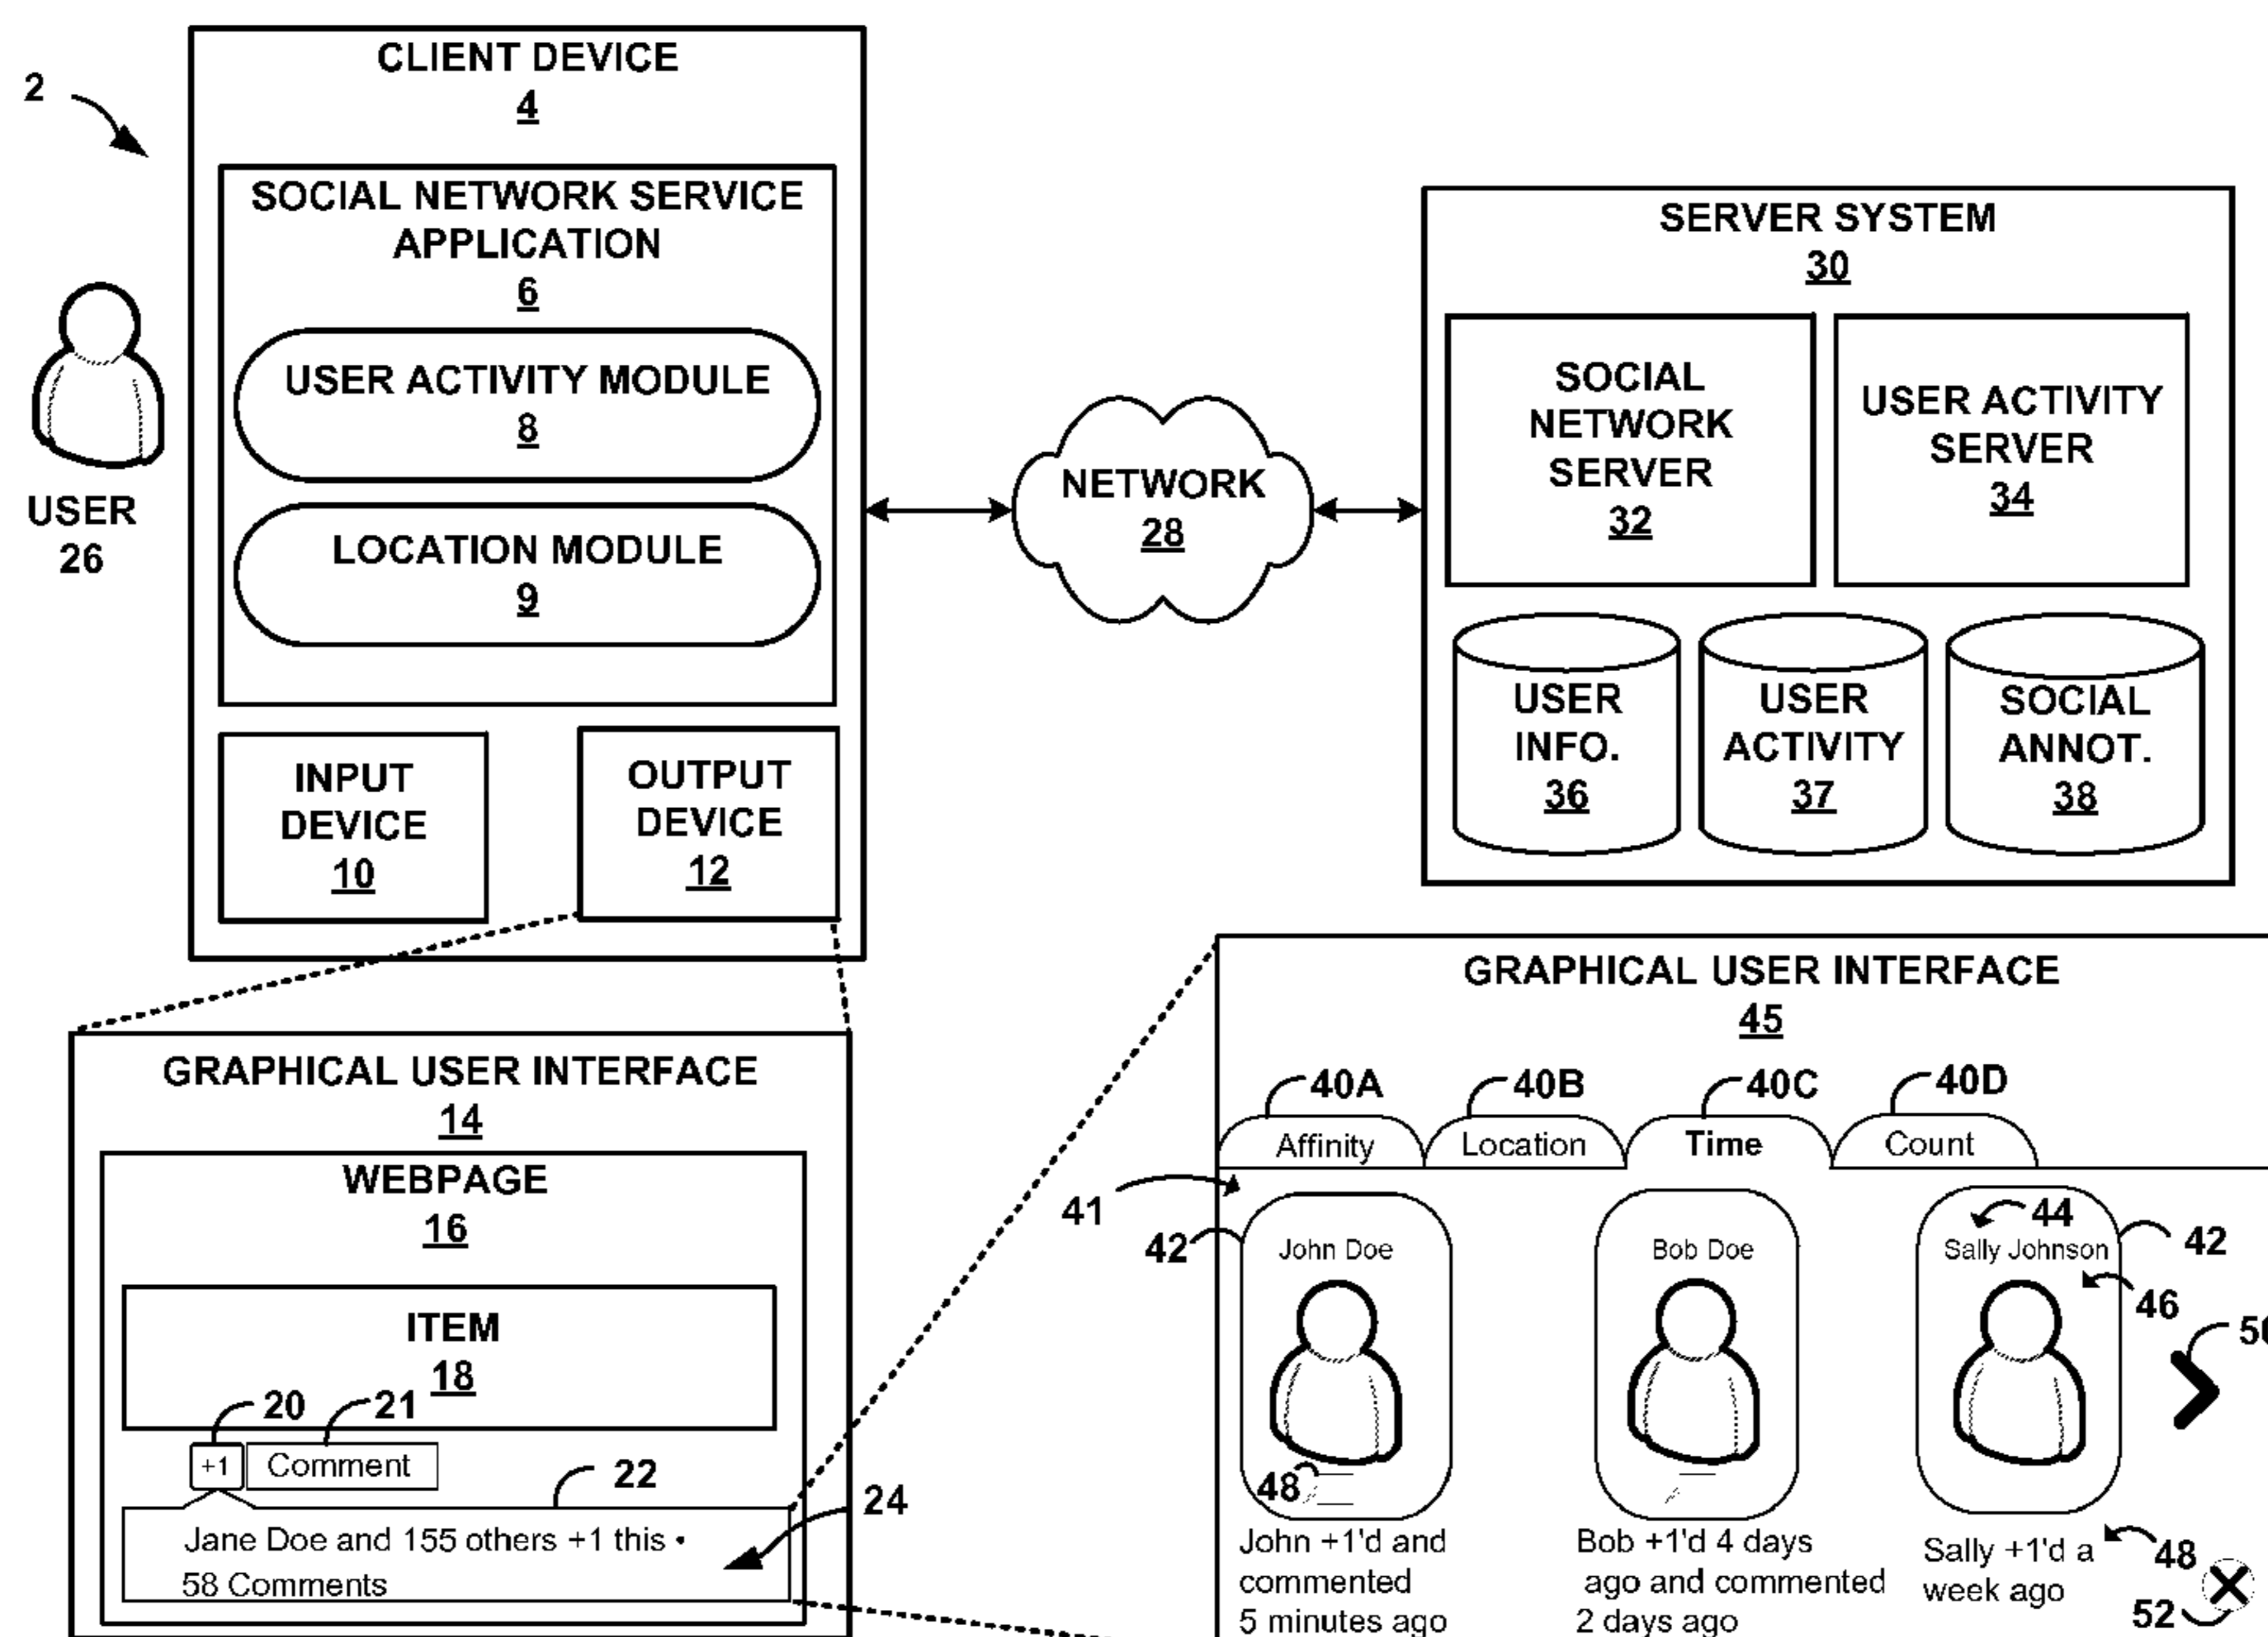 2
CLIENT DEVICE
4
SOCIAL NETWORK SERVICE
APPLICATION
6
USER ACTIVITY MODULE
8
LOCATION MODULE
9
USER
26
INPUT
DEVICE
10
OUTPUT
DEVICE
12
NETWORK
28
SERVER SYSTEM
30
SOCIAL
NETWORK
SERVER
32
USER ACTIVITY
SERVER
34
USER
INFO.
36
USER
ACTIVITY
37
SOCIAL
ANNOT.
38
GRAPHICAL USER INTERFACE
14
WEBPAGE
16
ITEM
18
20
21
+1
Comment
22
24
Jane Doe and 155 others +1 this •
58 Comments
GRAPHICAL USER INTERFACE
45
40A
40B
40C
40D
Affinity
Location
Time
Count
41
42
John Doe
48
John +1'd and
commented
5 minutes ago
Bob Doe
Bob +1'd 4 days
ago and commented
2 days ago
44
Sally Johnson
42
46
Sally +1'd a
week ago
48
52